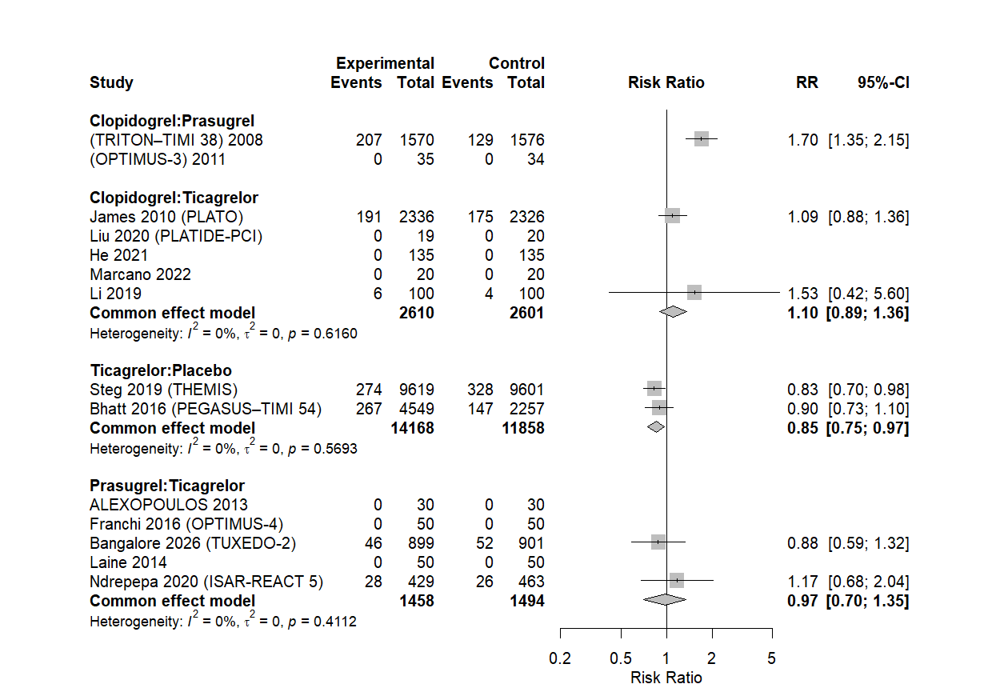 Experimental Control
Study Events Total Events Total Risk Ratio RR 95%-CI
Clopidogrel:Prasugrel
(TRITON–TIMI 38) 2008 207 1570 129 1576 1.70 [1.35; 2.15]
(OPTIMUS-3) 2011 0 35 0 34
Clopidogrel:Ticagrelor
James 2010 (PLATO) 191 2336 175 2326 1.09 [0.88; 1.36]
Liu 2020 (PLATIDE-PCI) 0 19 0 20
He 2021 0 135 0 135
Marcano 2022 0 20 0 20
Li 2019 6 100 4 100 1.53 [0.42; 5.60]
Common effect model 2610 2601 1.10 [0.89; 1.36]
Heterogeneity: I² = 0%, τ² = 0, p = 0.6160
Ticagrelor:Placebo
Steg 2019 (THEMIS) 274 9619 328 9601 0.83 [0.70; 0.98]
Bhatt 2016 (PEGASUS–TIMI 54) 267 4549 147 2257 0.90 [0.73; 1.10]
Common effect model 14168 11858 0.85 [0.75; 0.97]
Heterogeneity: I² = 0%, τ² = 0, p = 0.5693
Prasugrel:Ticagrelor
ALEXOPOULOS 2013 0 30 0 30
Franchi 2016 (OPTIMUS-4) 0 50 0 50
Bangalore 2026 (TUXEDO-2) 46 899 52 901 0.88 [0.59; 1.32]
Laine 2014 0 50 0 50
Ndrepepa 2020 (ISAR-REACT 5) 28 429 26 463 1.17 [0.68; 2.04]
Common effect model 1458 1494 0.97 [0.70; 1.35]
Heterogeneity: I² = 0%, τ² = 0, p = 0.4112
0.2 0.5 1 2 5
Risk Ratio